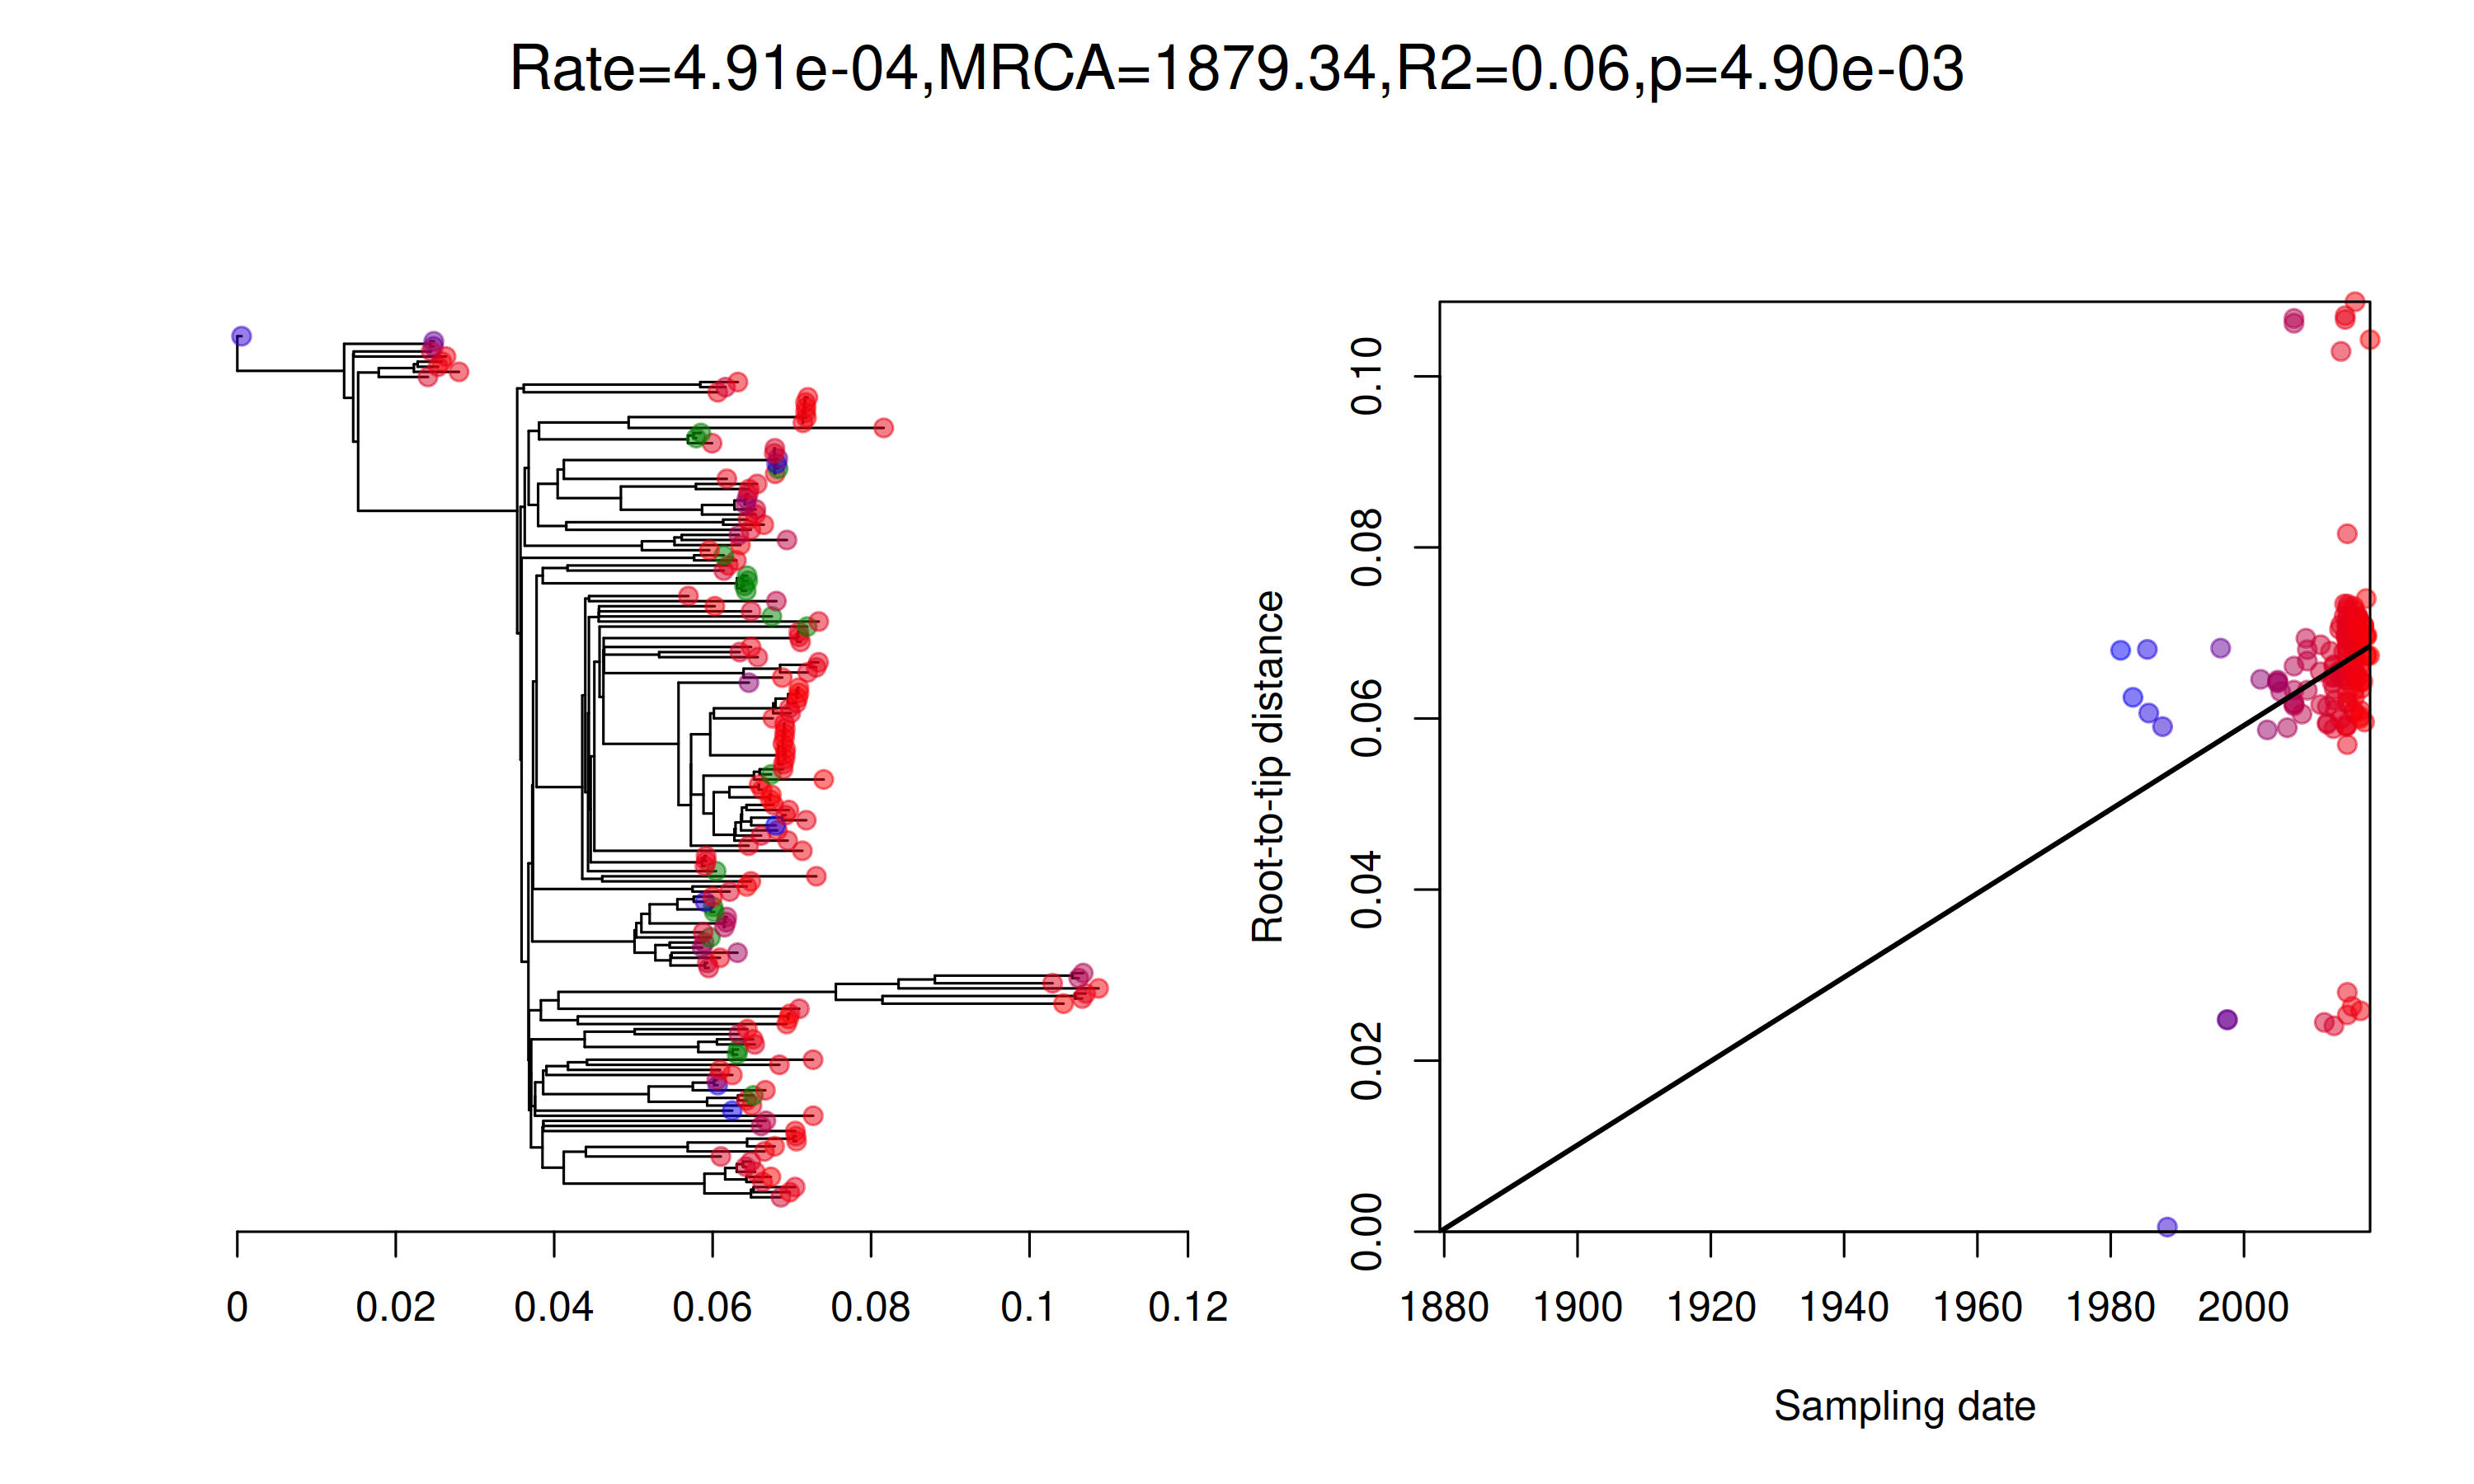 Rate=4.91e-04,MRCA=1879.34,R2=0.06,p=4.90e-03
0 0.02 0.04 0.06 0.08 0.1 0.12
Root-to-tip distance
0.00 0.02 0.04 0.06 0.08 0.10
1880 1900 1920 1940 1960 1980 2000
Sampling date